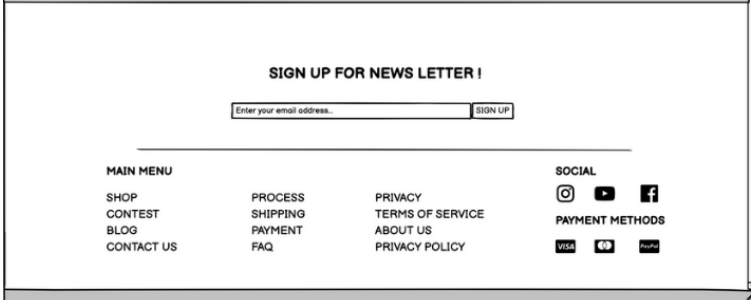 SIGN UP FOR NEWS LETTER !
Enter your email address..
SIGN UP
MAIN MENU
SHOP
CONTEST
BLOG
CONTACT US
PROCESS
SHIPPING
PAYMENT
FAQ
PRIVACY
TERMS OF SERVICE
ABOUT US
PRIVACY POLICY
SOCIAL
PAYMENT METHODS
VISA
PayPal